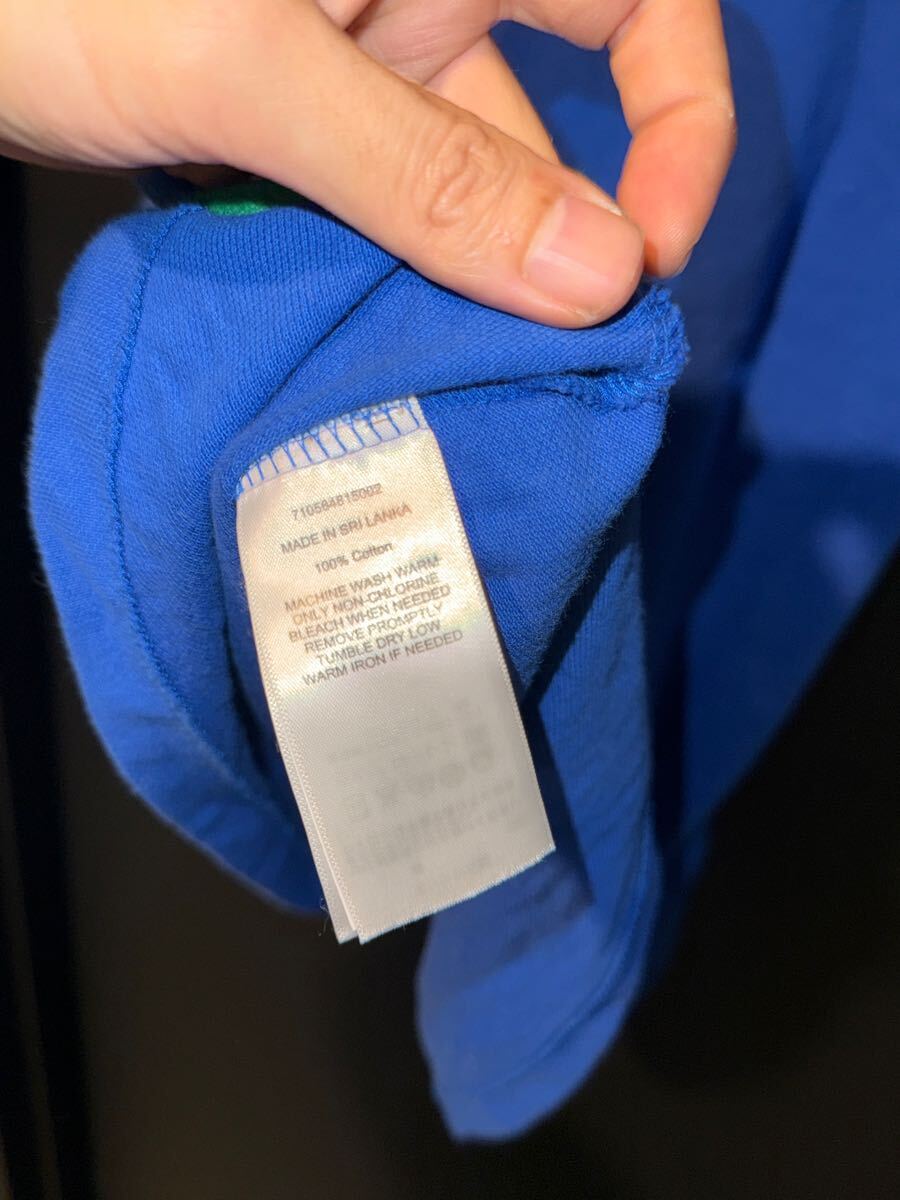 710584815002
MADE IN SRI LANKA
100% Cotton
MACHINE WASH WARM
ONLY NON-CHLORINE
BLEACH WHEN NEEDED
REMOVE PROMPTLY
TUMBLE DRY LOW
WARM IRON IF NEEDED